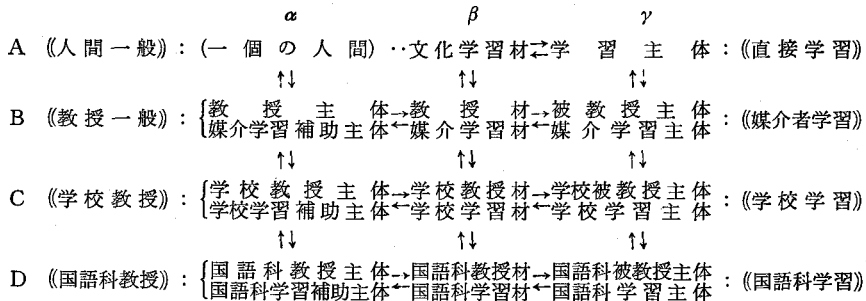 α β γ
A 《人間一般》:(一個の人間)‥文化学習材⇄学習主体:《直接学習》
↑↓ ↑↓ ↑↓
B 《教授一般》:{教授主体→教授材→被教授主体
媒介学習補助主体←媒介学習材←媒介学習主体:《媒介者学習》
↑↓ ↑↓ ↑↓
C 《学校教授》:{学校教授主体→学校教授材→学校被教授主体
学校学習補助主体←学校学習材←学校学習主体:《学校学習》
↑↓ ↑↓ ↑↓
D 《国語科教授》:{国語科教授主体→国語科教授材→国語科被教授主体
国語科学習補助主体←国語科学習材←国語科学習主体:《国語科学習》